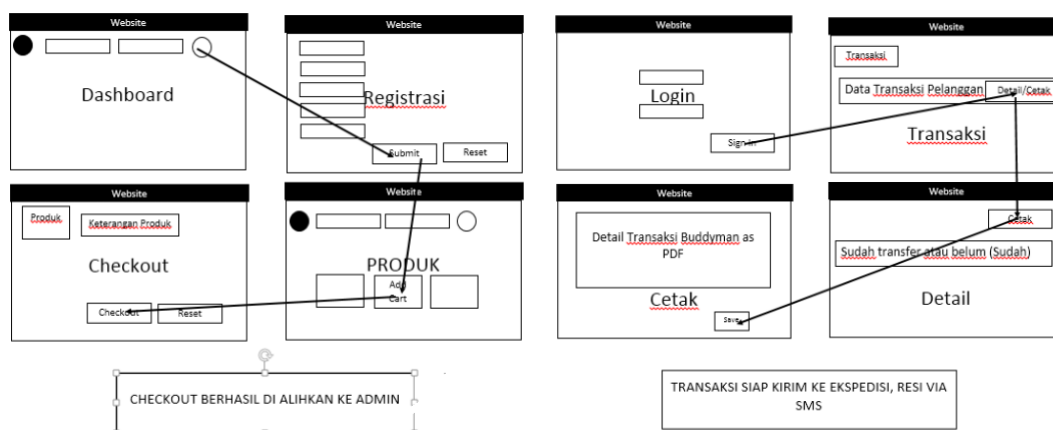 Website
Dashboard
Website
Registrasi
Submit
Reset
Website
Login
Sign In
Website
Transaksi
Data Transaksi Pelanggan
Detail/Cetak
Transaksi
Website
Produk
Keterangan Produk
Checkout
Checkout
Reset
Website
PRODUK
Add
Cart
Website
Detail Transaksi Buddyman as
PDF
Cetak
Save
Website
Cetak
Sudah transfer atau belum (Sudah)
Detail
CHECKOUT BERHASIL DI ALIHKAN KE ADMIN
TRANSAKSI SIAP KIRIM KE EKSPEDISI, RESI VIA
SMS